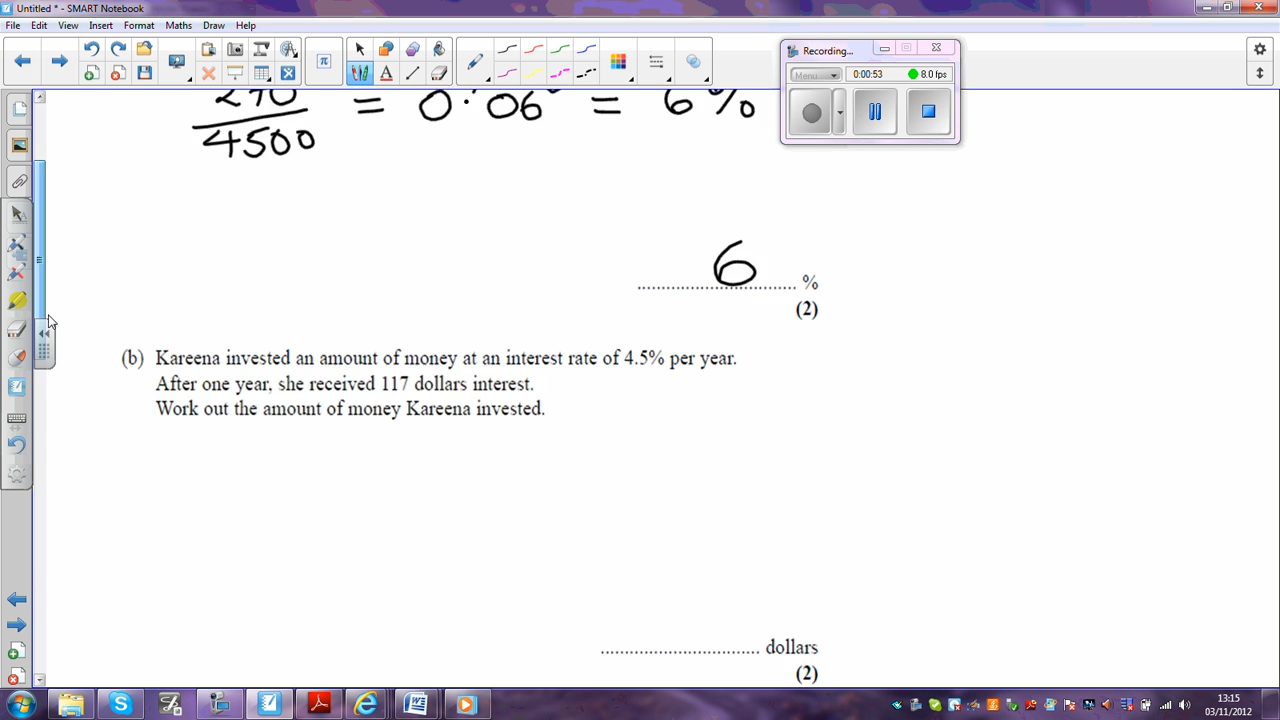 Untitled * - SMART Notebook
File Edit View Insert Format Maths Draw Help
Recording...
Menu 0:00:53 8.0 fps
4500 = 0.06 = 6%
6
.................................. %
(2)
(b) Kareena invested an amount of money at an interest rate of 4.5% per year.
After one year, she received 117 dollars interest.
Work out the amount of money Kareena invested.
.................................. dollars
(2)
13:15
03/11/2012